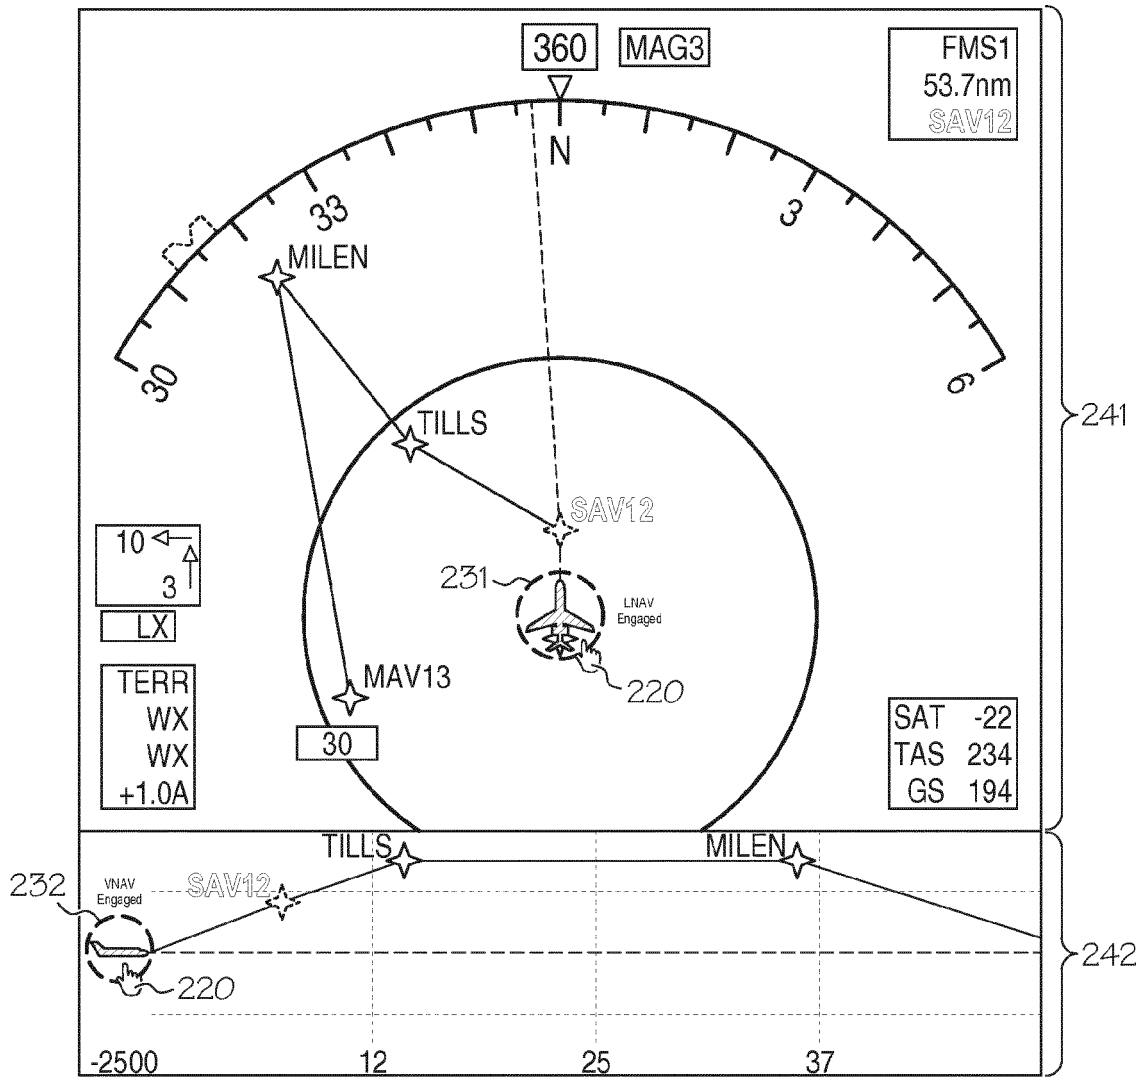 360
MAG3
FMS1
53.7nm
SAV12
N
33
3
30
6
MILEN
TILLS
SAV12
241
10
3
LX
231
LNAV
Engaged
220
MAV13
30
TERR
WX
WX
+1.0A
SAT -22
TAS 234
GS 194
TILLS
MILEN
SAV12
232
VNAV
Engaged
220
242
-2500
12
25
37